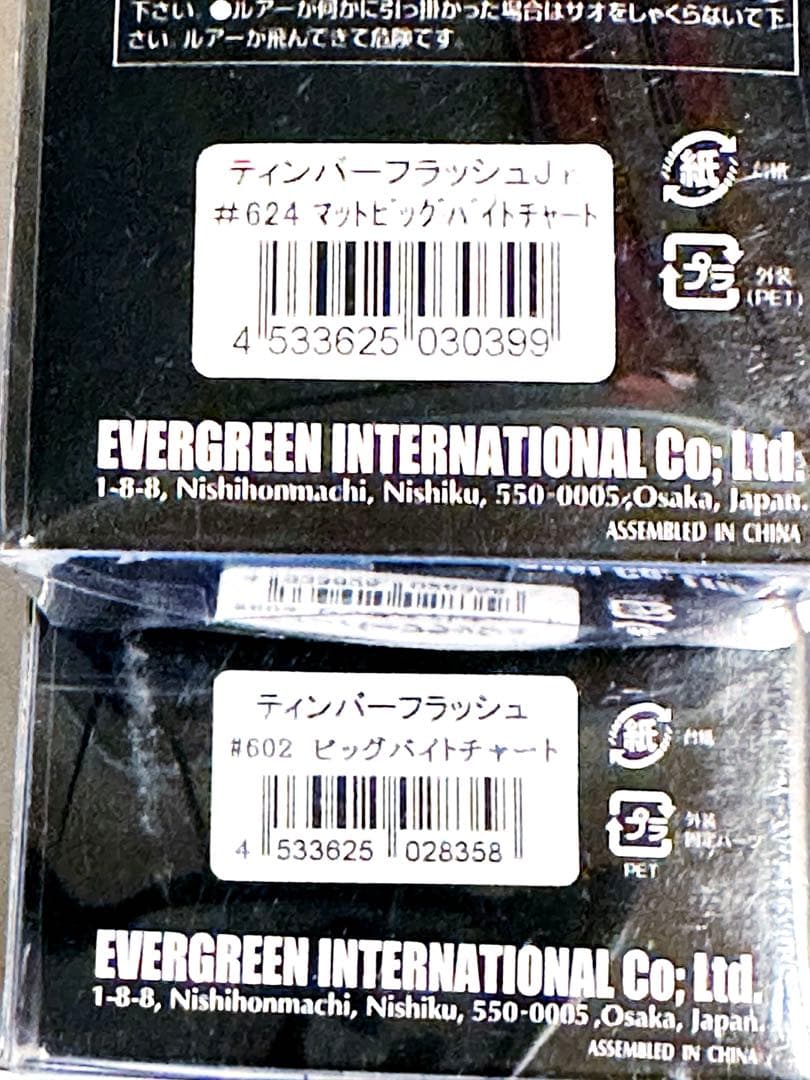 下さい。●ルアーが何かに引っ掛かった場合はサオをしゃくらないで下
さい。ルアーが飛んできて危険です。
ティンバーフラッシュJr
#624 マットビッグバイトチャート
4 533625 030399
紙 台紙
プラ 外装
(PET)
EVERGREEN INTERNATIONAL Co; Ltd.
1-8-8, Nishihonmachi, Nishiku, 550-0005,Osaka, Japan.
ASSEMBLED IN CHINA
ティンバーフラッシュ
#602 ビッグバイトチャート
4 533625 028358
紙 台紙
プラ 外装
固定パーツ
PET
EVERGREEN INTERNATIONAL Co; Ltd.
1-8-8, Nishihonmachi, Nishiku, 550-0005,Osaka, Japan.
ASSEMBLED IN CHINA